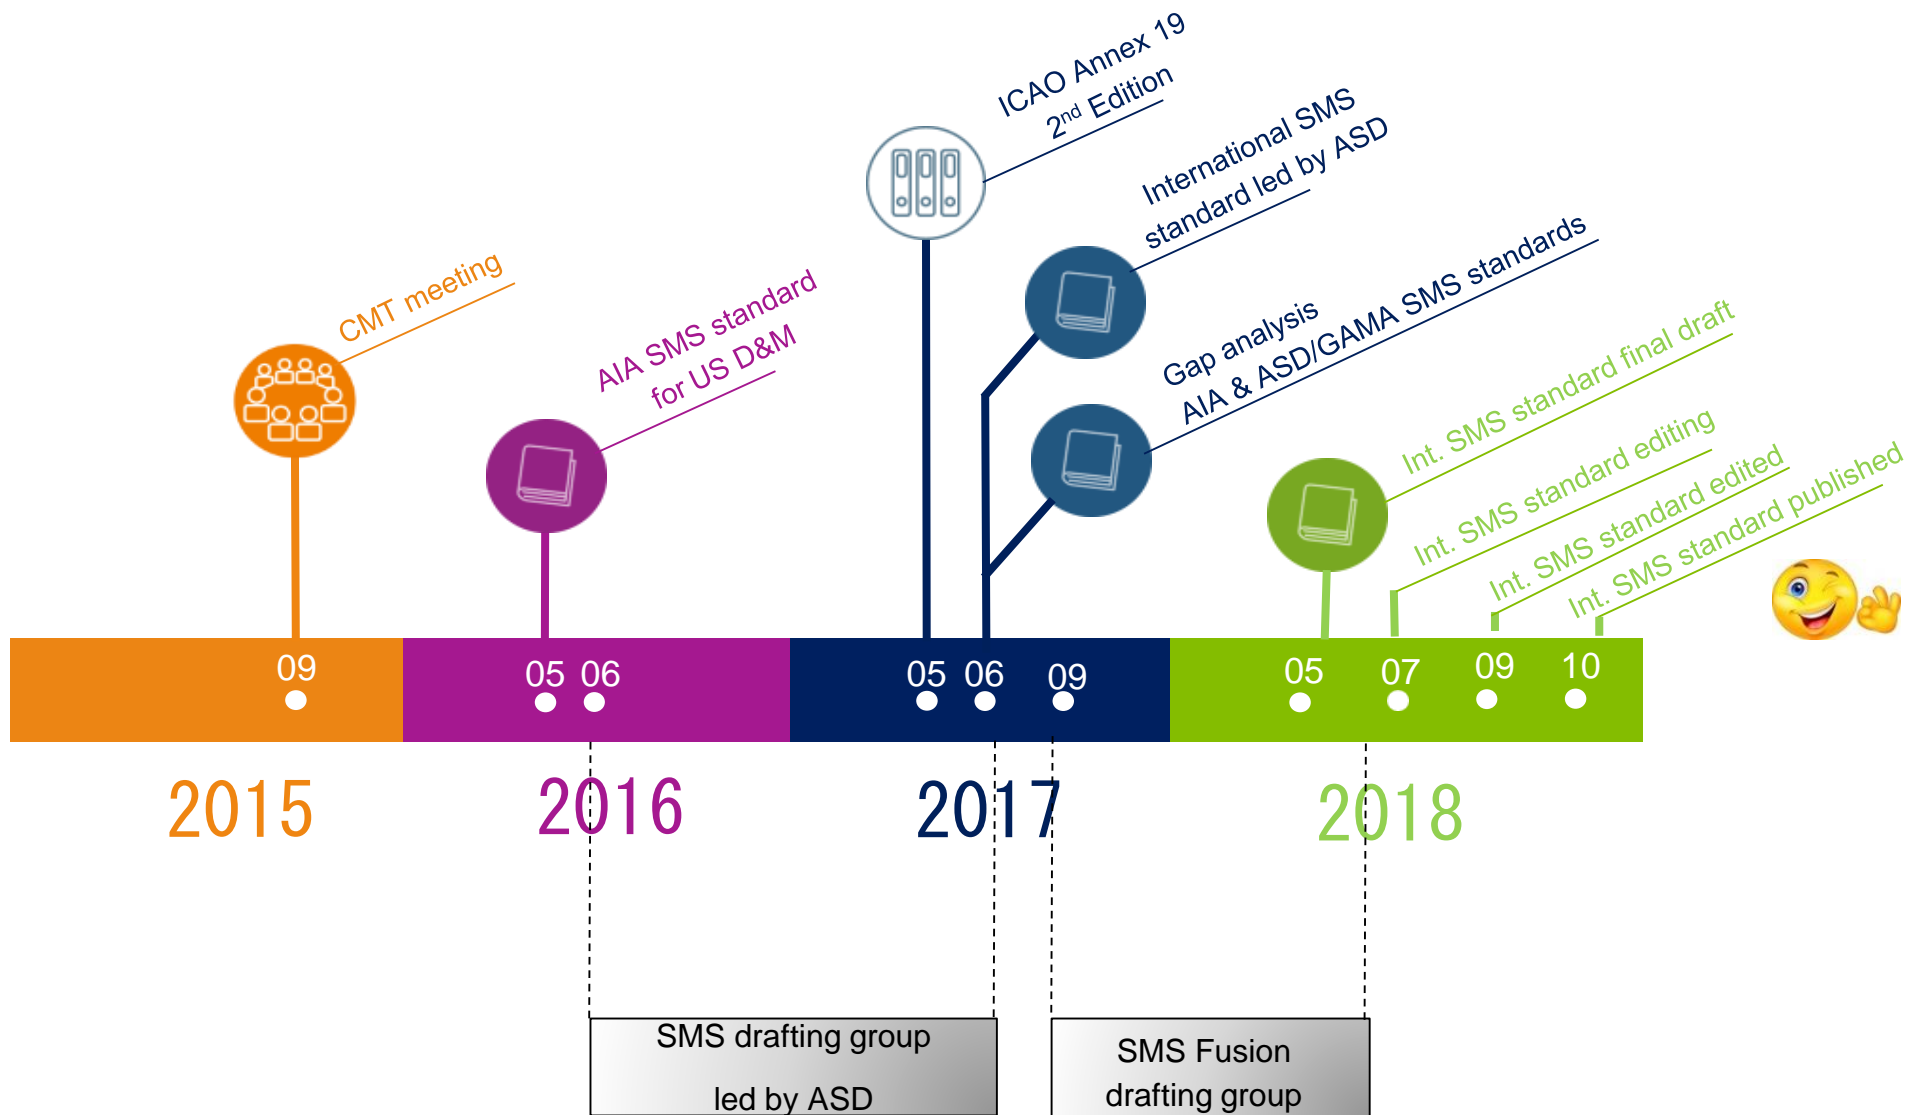 ICAO Annex 19
2nd Edition
International SMS
standard led by ASD
CMT meeting
AIA SMS standard
for US D&M
Gap analysis
AIA & ASD/GAMA SMS standards
Int. SMS standard final draft
Int. SMS standard editing
Int. SMS standard edited
Int. SMS standard published
09
05 06
05 06 09
05 07 09 10
2015
2016
2017
2018
SMS drafting group
led by ASD
SMS Fusion
drafting group